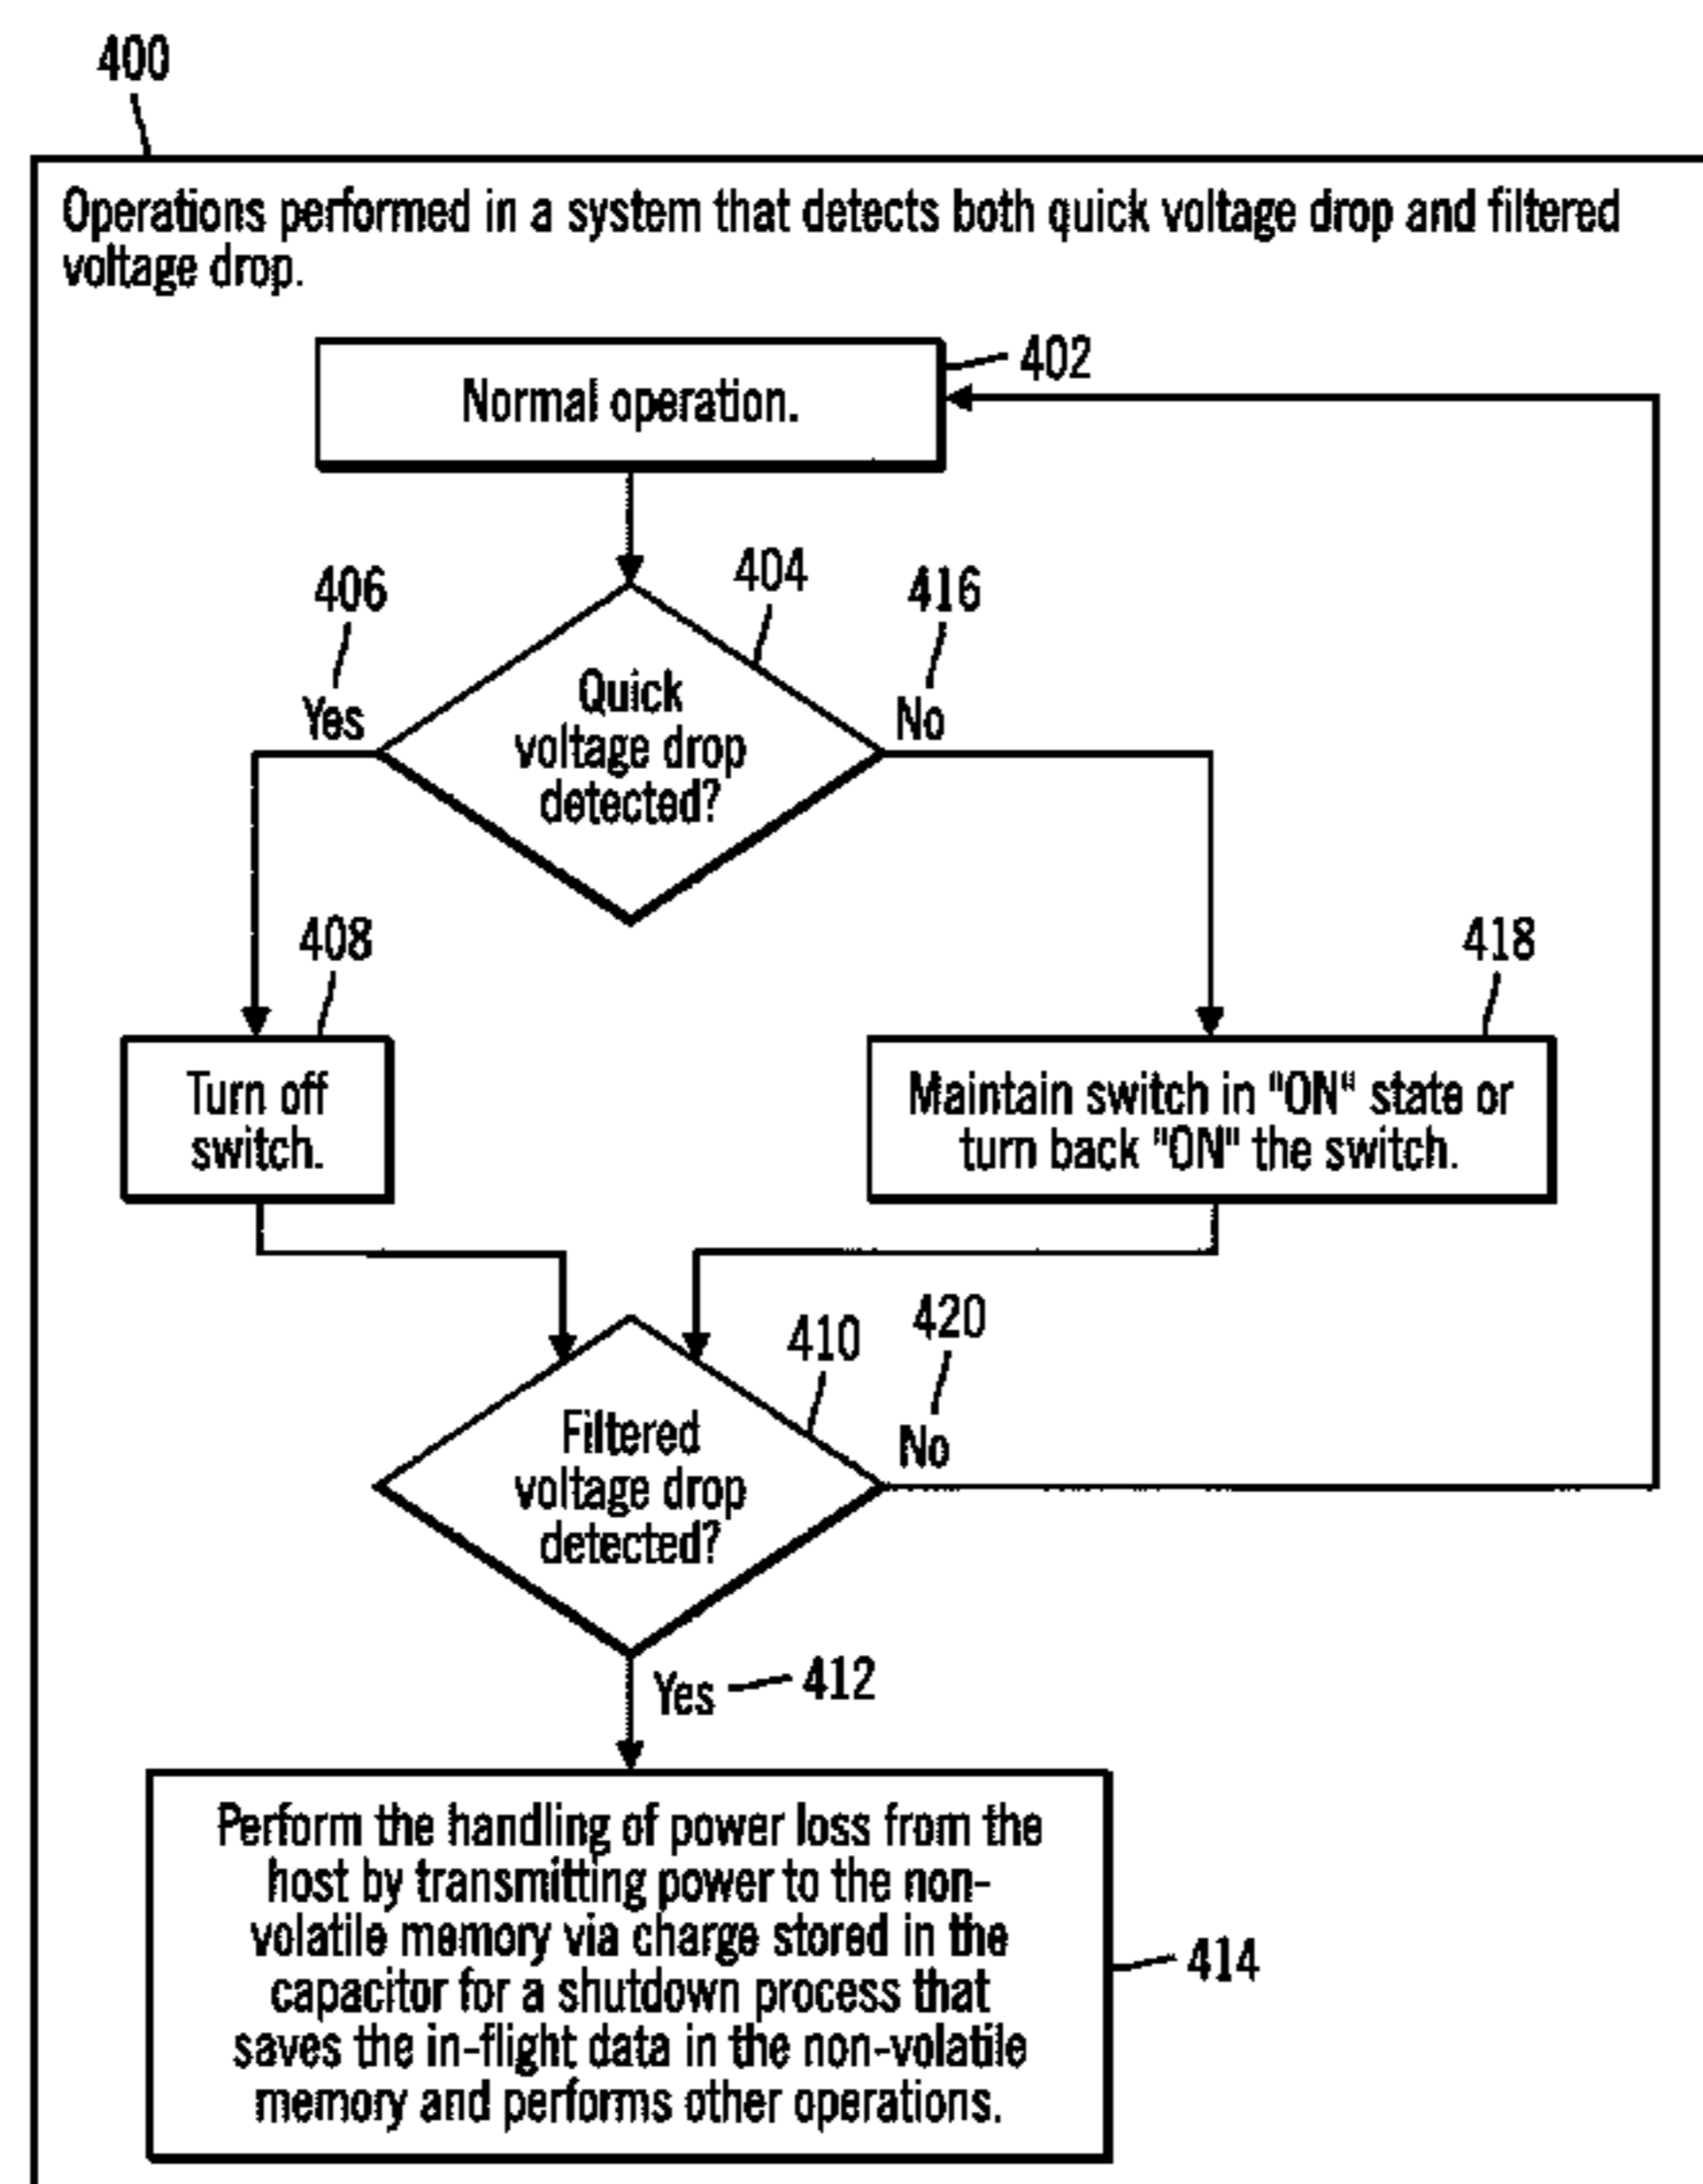 400
Operations performed in a system that detects both quick voltage drop and filtered
voltage drop.
402
Normal operation.
404
406
416
Quick
voltage drop
detected?
Yes
No
408
418
Turn off
switch.
Maintain switch in "ON" state or
turn back "ON" the switch.
410
420
Filtered
voltage drop
detected?
No
Yes
412
Perform the handling of power loss from the
host by transmitting power to the non-
volatile memory via charge stored in the
capacitor for a shutdown process that
saves the in-flight data in the non-volatile
memory and performs other operations.
414